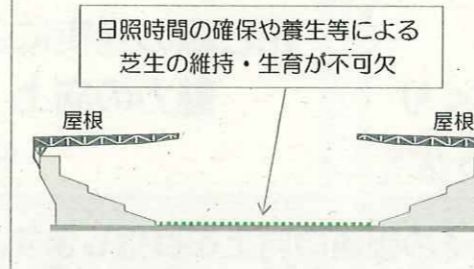 日照時間の確保や養生等による
芝生の維持・生育が不可欠
屋根
屋根